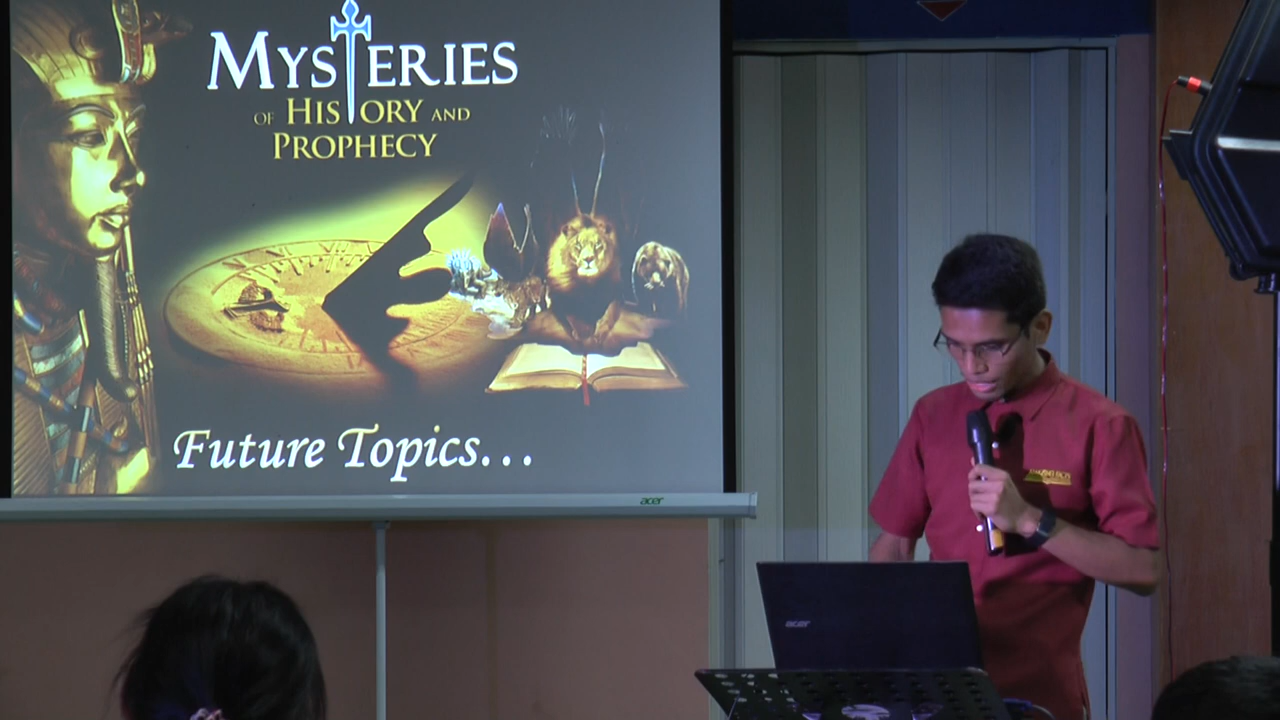 MYSTERIES
OF HISTORY AND
PROPHECY
Future Topics...
acer
acer